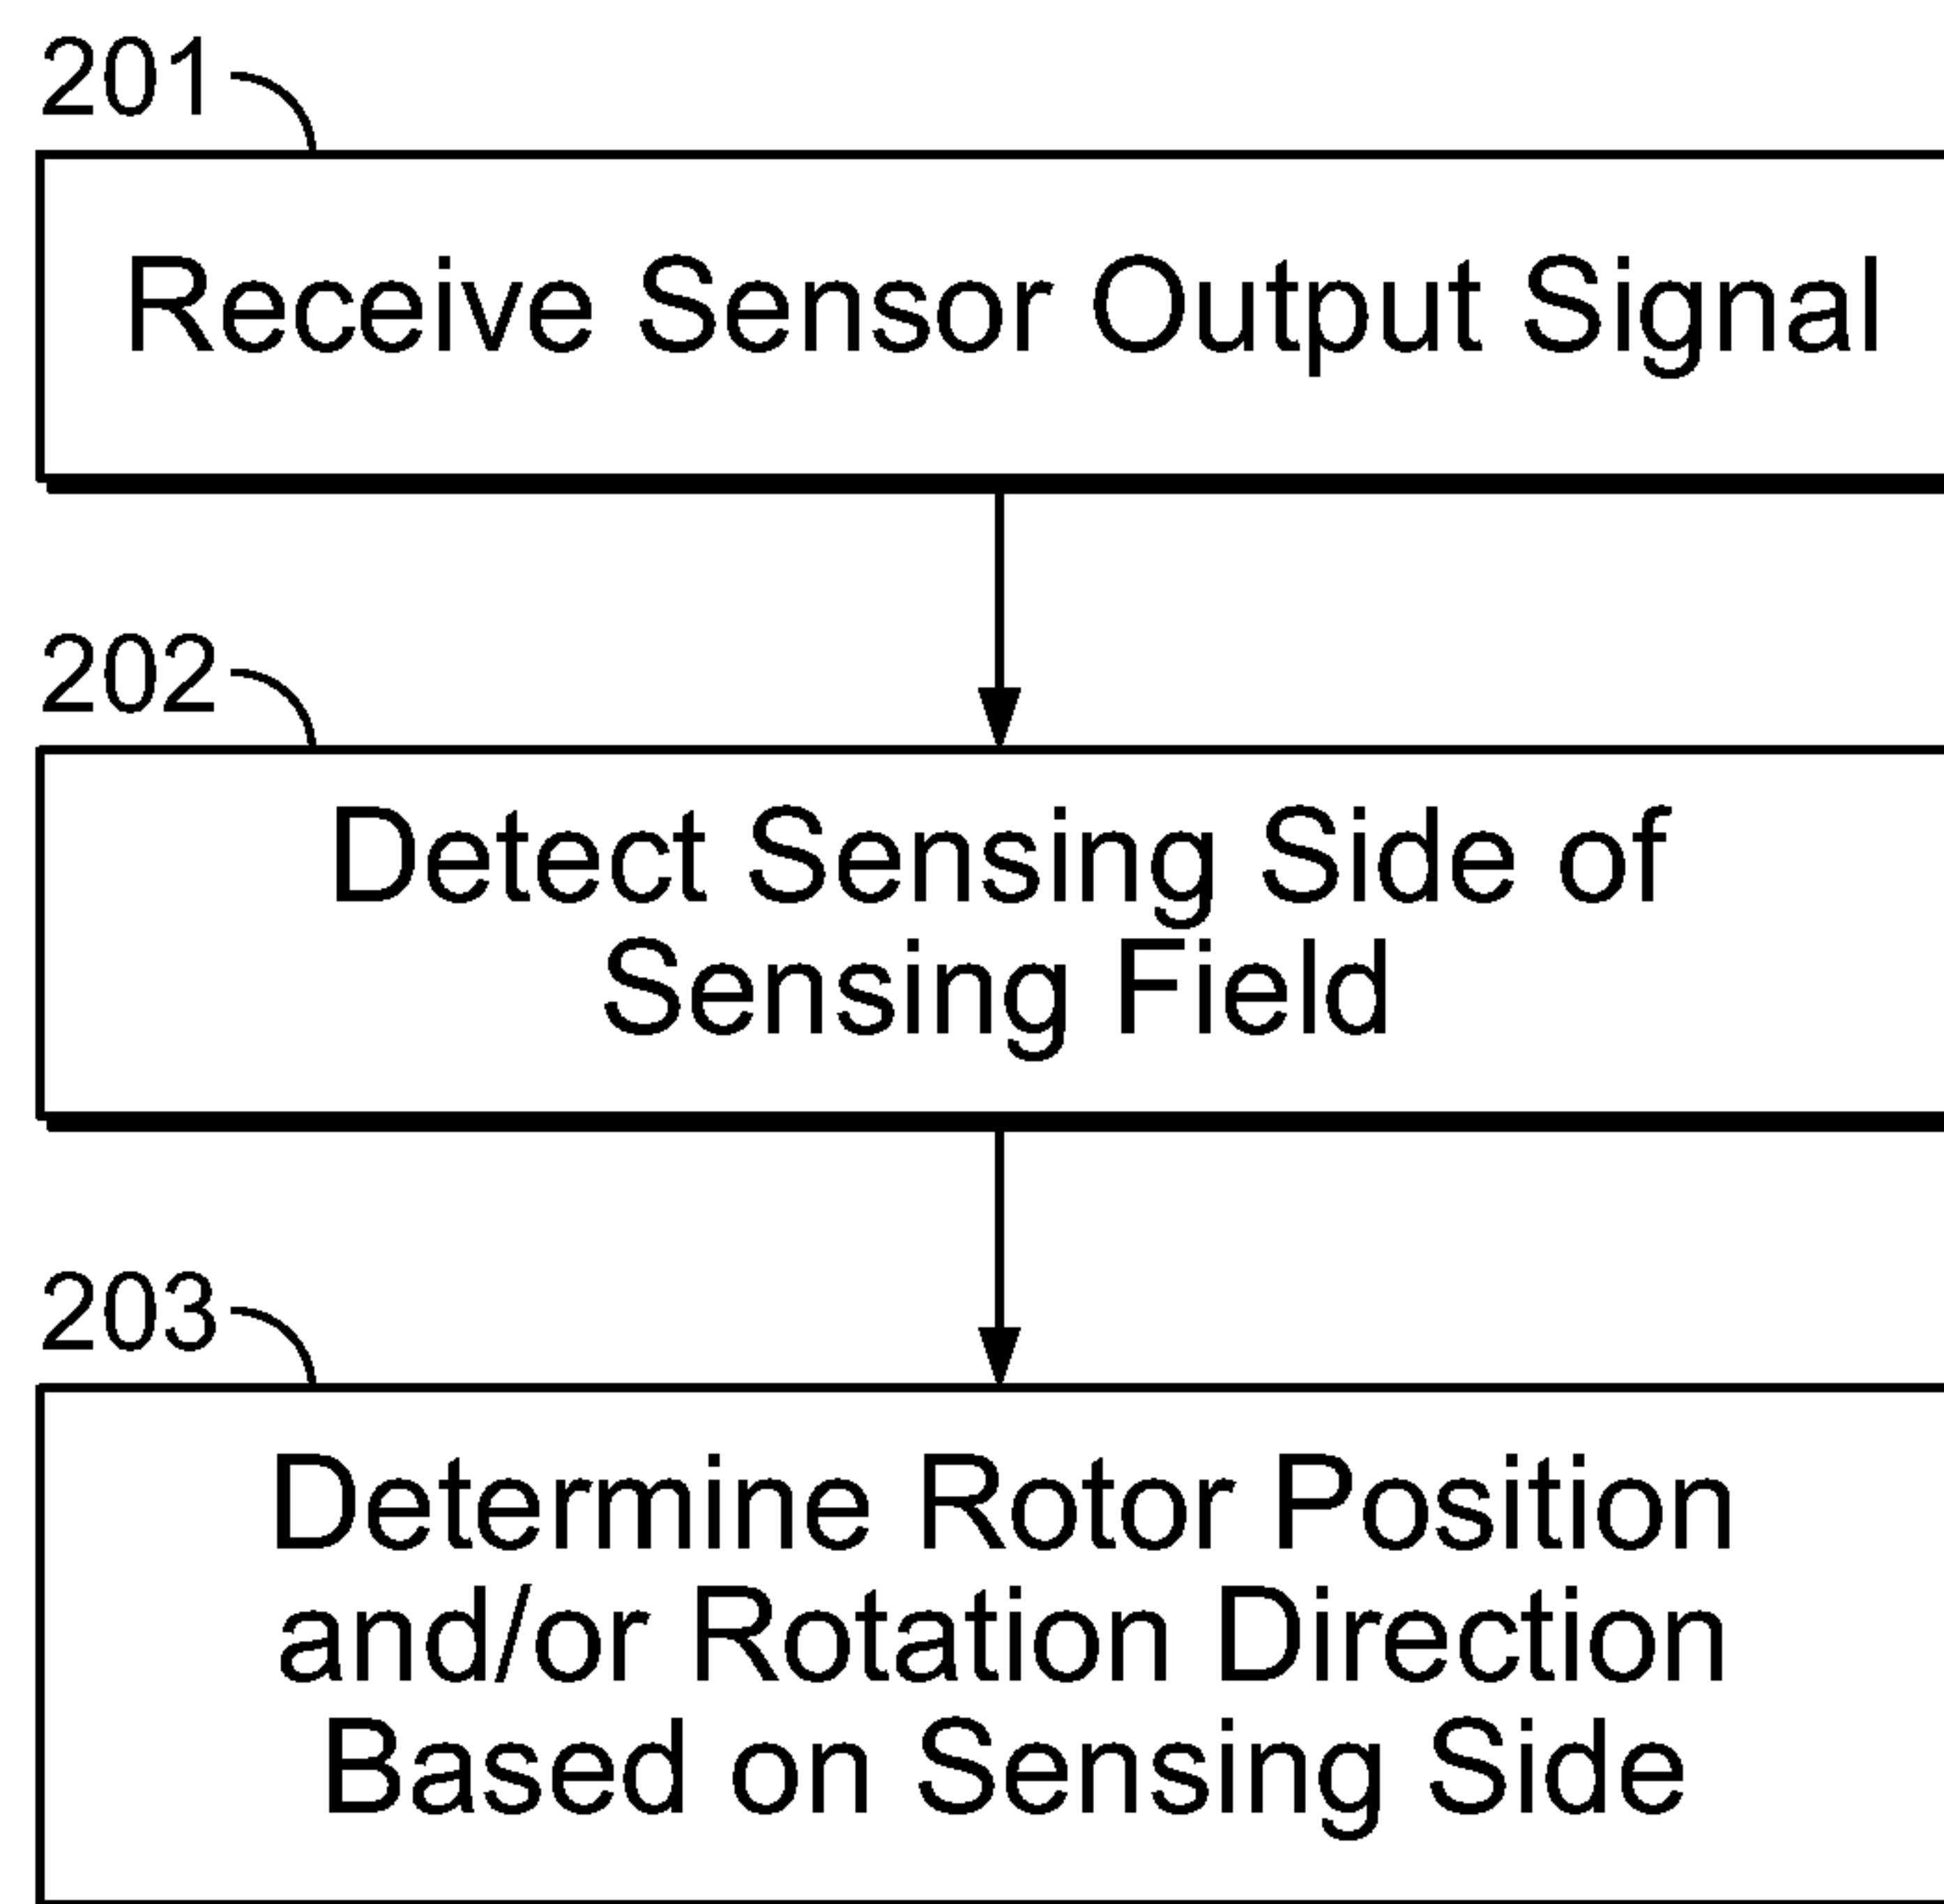 201
Receive Sensor Output Signal
202
Detect Sensing Side of
Sensing Field
203
Determine Rotor Position
and/or Rotation Direction
Based on Sensing Side